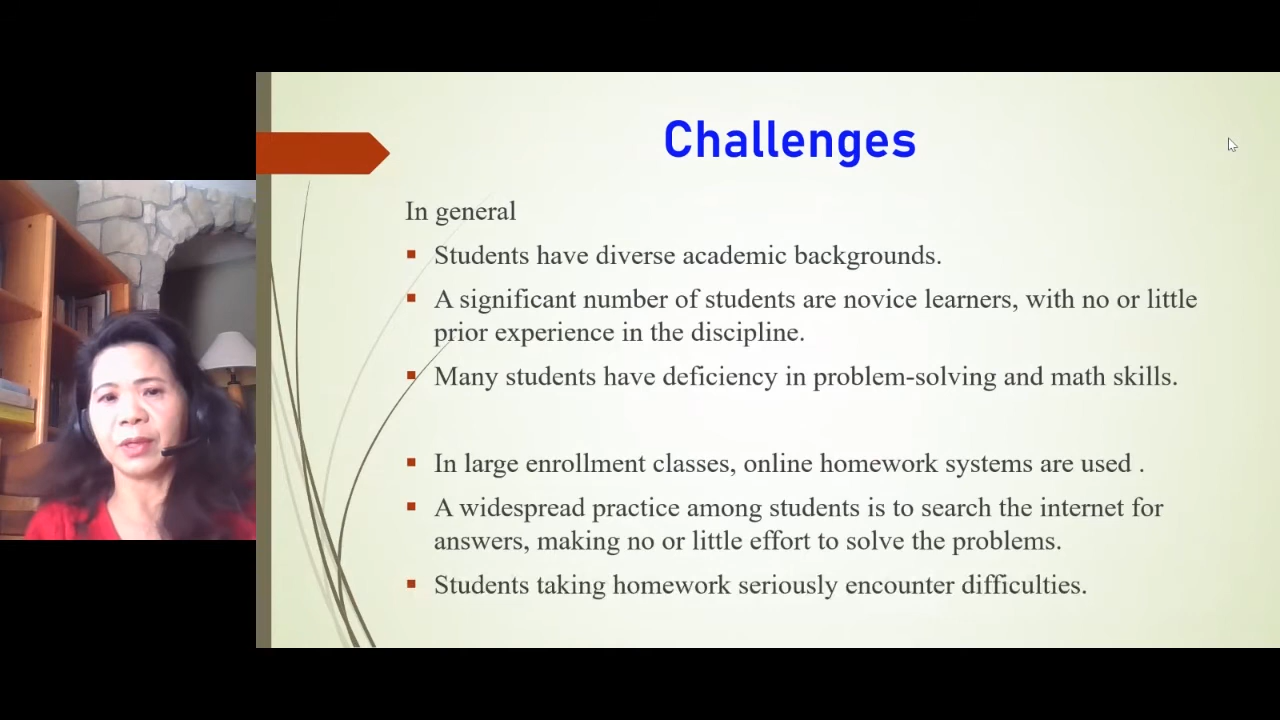 Challenges
In general
▪ Students have diverse academic backgrounds.
▪ A significant number of students are novice learners, with no or little
prior experience in the discipline.
▪ Many students have deficiency in problem-solving and math skills.
▪ In large enrollment classes, online homework systems are used .
▪ A widespread practice among students is to search the internet for
answers, making no or little effort to solve the problems.
▪ Students taking homework seriously encounter difficulties.